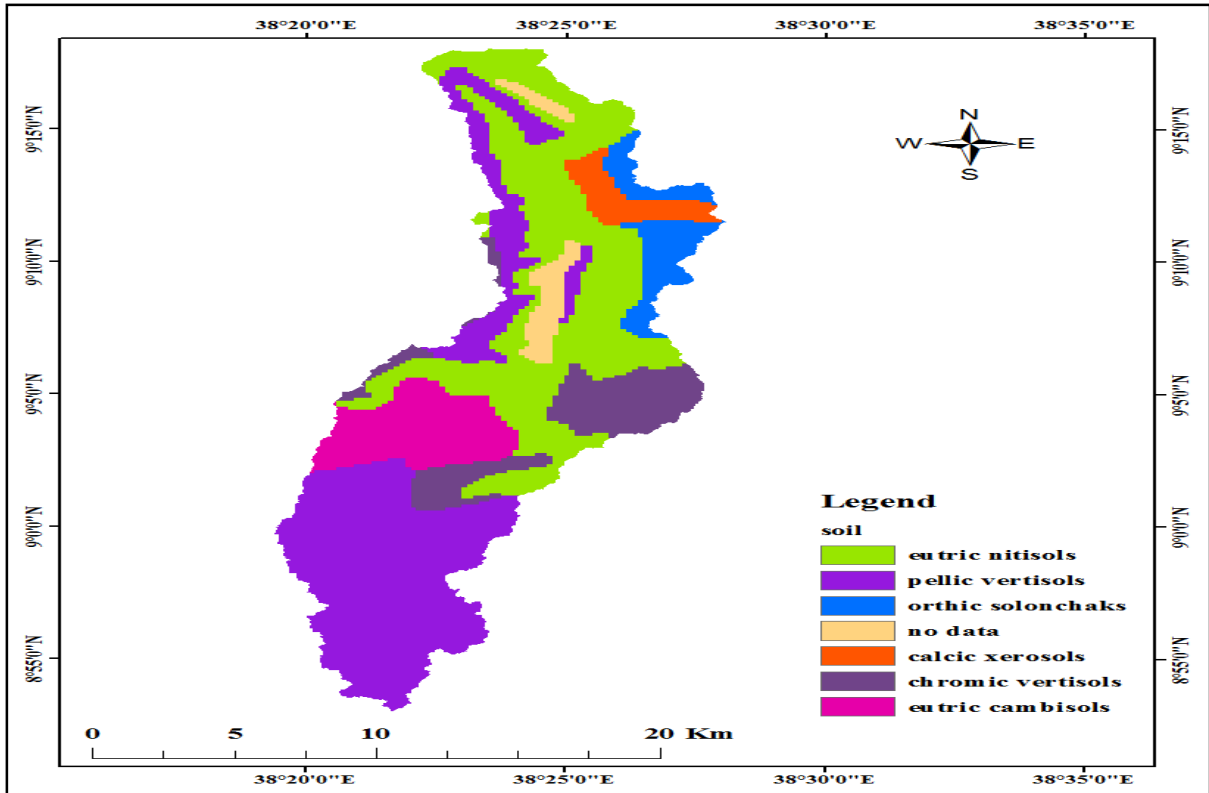 38°20'0"E 38°25'0"E 38°30'0"E 38°35'0"E
N
W E
S
9°15'0"N 9°15'0"N
9°10'0"N 9°10'0"N
9°5'0"N 9°5'0"N
9°0'0"N 9°0'0"N
8°55'0"N 8°55'0"N
Legend
soil
eutric nitisols
pellic vertisols
orthic solonchaks
no data
calcic xerosols
chromic vertisols
eutric cambisols
0 5 10 20 Km
38°20'0"E 38°25'0"E 38°30'0"E 38°35'0"E